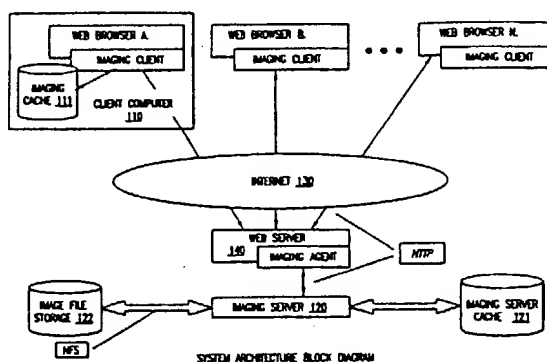 WEB BROWSER A.
IMAGING CLIENT
WEB BROWSER B.
IMAGING CLIENT
WEB BROWSER N.
IMAGING CLIENT
IMAGING
CACHE 111
CLIENT COMPUTER
110
INTERNET 130
WEB SERVER
140
IMAGING AGENT
HTTP
IMAGE FILE
STORAGE 122
IMAGING SERVER 120
IMAGING SERVER
CACHE 121
NFS
SYSTEM ARCHITECTURE BLOCK DIAGRAM